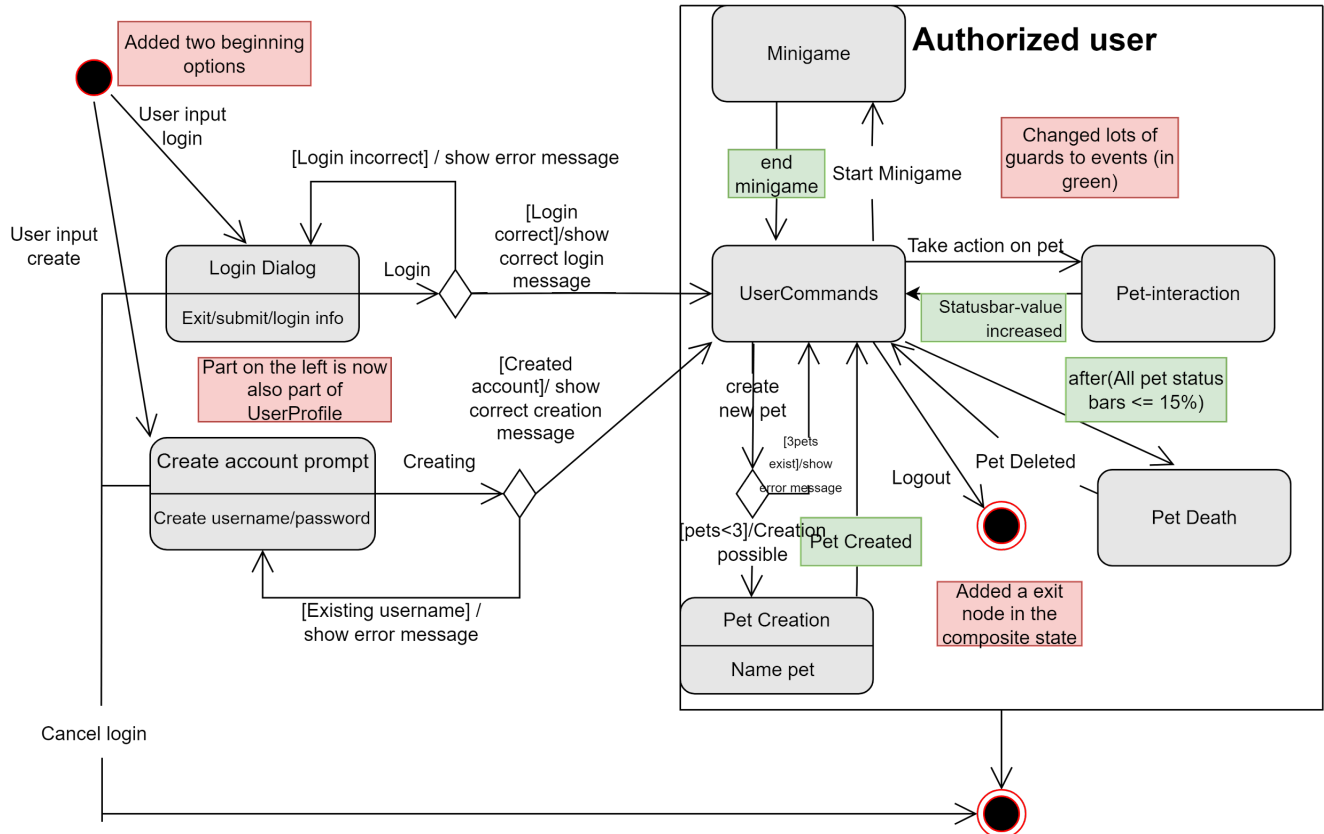 Added two beginning
options
User input
login
User input
create
[Login incorrect] / show error message
[Login
correct]/show
correct login
message
Login Dialog
Exit/submit/login info
Login
Part on the left is now
also part of
UserProfile
[Created
account]/ show
correct creation
message
Create account prompt
Create username/password
Creating
[Existing username] /
show error message
Cancel login
Authorized user
Minigame
end
minigame
Start Minigame
Changed lots of
guards to events (in
green)
UserCommands
Take action on pet
Pet-interaction
Statusbar-value
increased
after(All pet status
bars <= 15%)
create
new pet
[3pets
exist]/show
error message
[pets<3]/Creation
possible
Pet Created
Logout
Pet Deleted
Pet Death
Added a exit
node in the
composite state
Pet Creation
Name pet